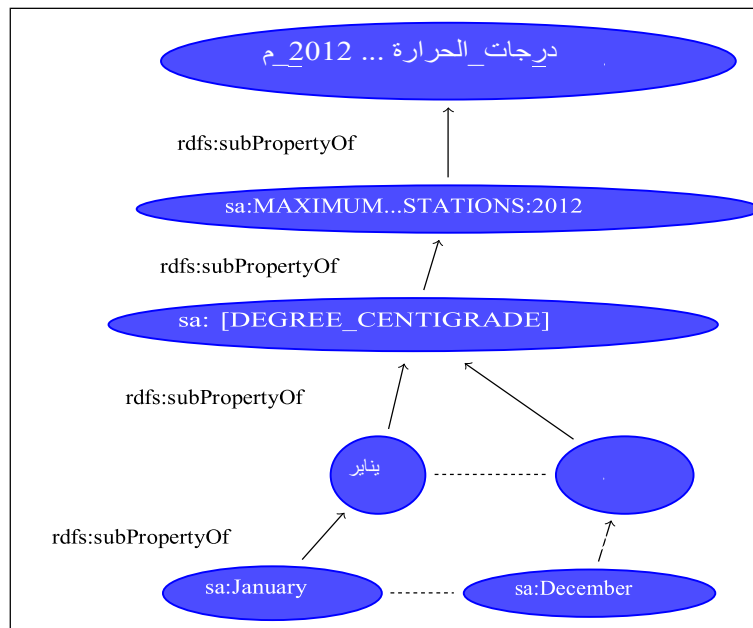 درجات_الحرارة ... 2012_م
rdfs:subPropertyOf
sa:MAXIMUM...STATIONS:2012
rdfs:subPropertyOf
sa: [DEGREE_CENTIGRADE]
rdfs:subPropertyOf
يناير
rdfs:subPropertyOf
sa:January
sa:December